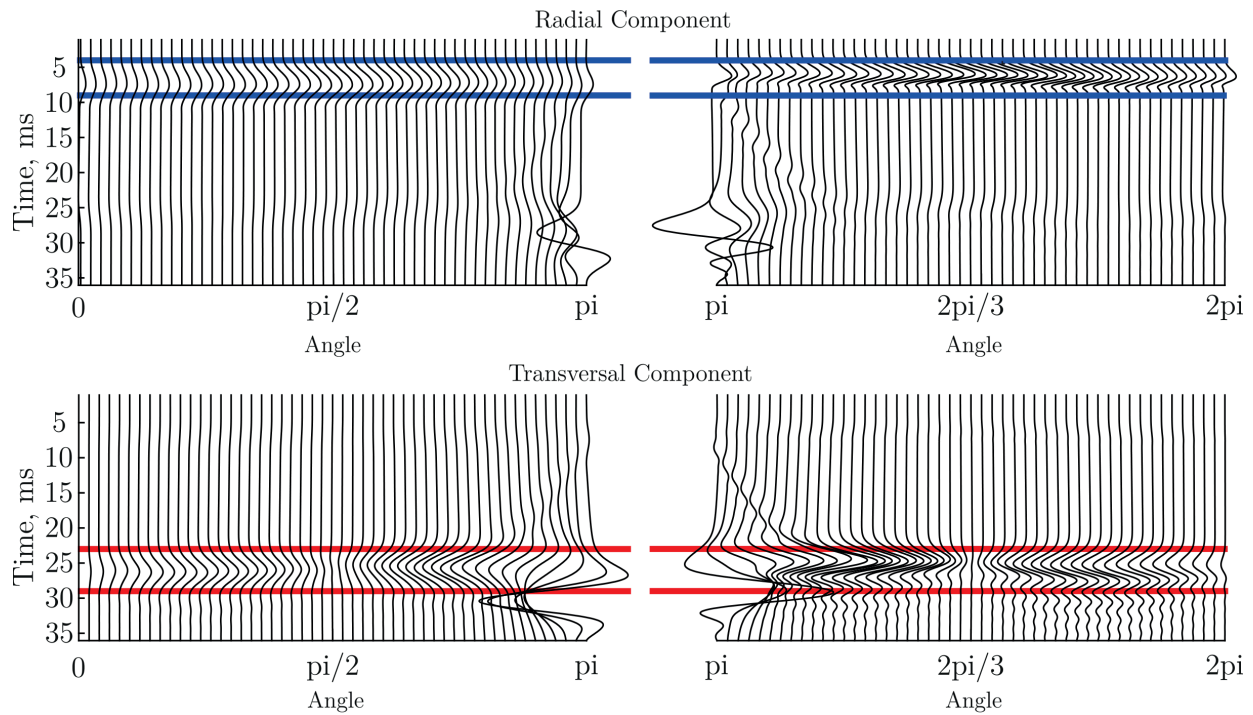 Radial Component
Time, ms
5
10
15
20
25
30
35
0 pi/2 pi pi 2pi/3 2pi
Angle Angle
Transversal Component
Time, ms
5
10
15
20
25
30
35
0 pi/2 pi pi 2pi/3 2pi
Angle Angle